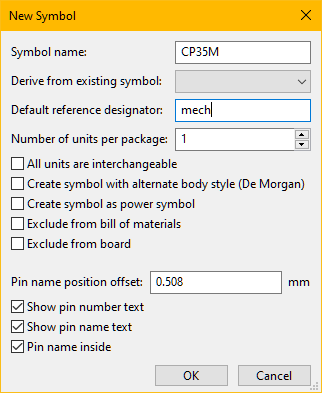 New Symbol
Symbol name: CP35M
Derive from existing symbol:
Default reference designator: mech
Number of units per package: 1
All units are interchangeable
Create symbol with alternate body style (De Morgan)
Create symbol as power symbol
Exclude from bill of materials
Exclude from board
Pin name position offset: 0.508 mm
Show pin number text
Show pin name text
Pin name inside
OK Cancel